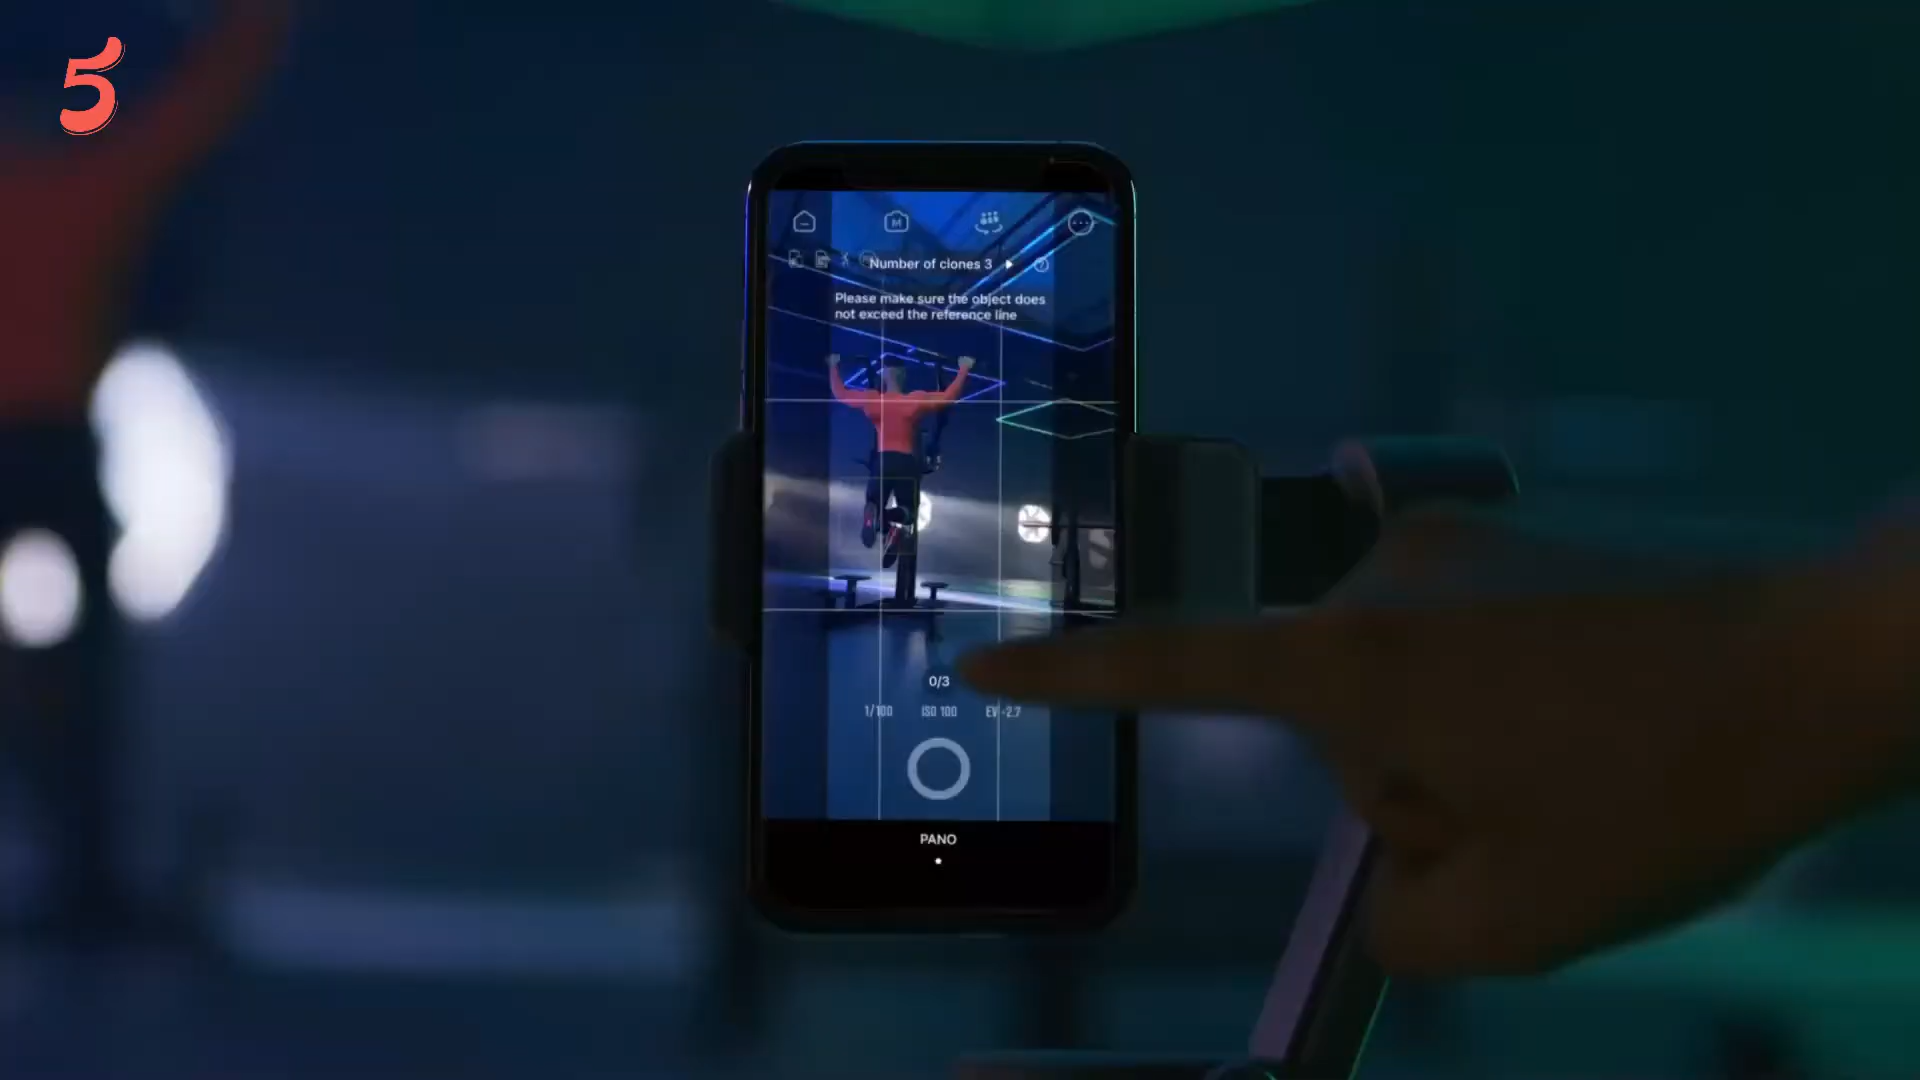 5
M
Number of clones 3
Please make sure the object does
not exceed the reference line
0/3
1/100 ISO 100 EV -2.7
PANO